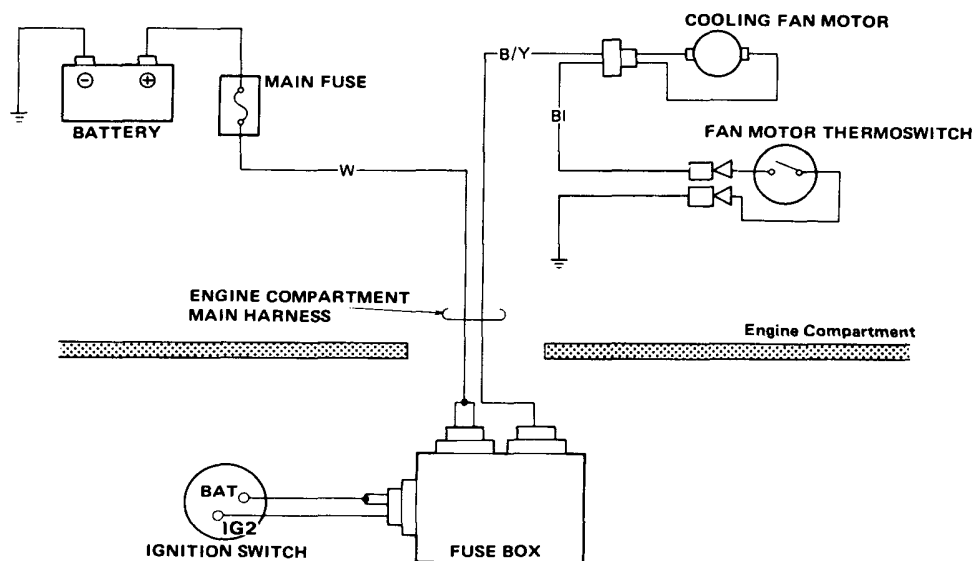 COOLING FAN MOTOR
B/Y
MAIN FUSE
BATTERY
Bl
FAN MOTOR THERMOSWITCH
W
ENGINE COMPARTMENT
MAIN HARNESS
Engine Compartment
BAT
IG2
IGNITION SWITCH
FUSE BOX